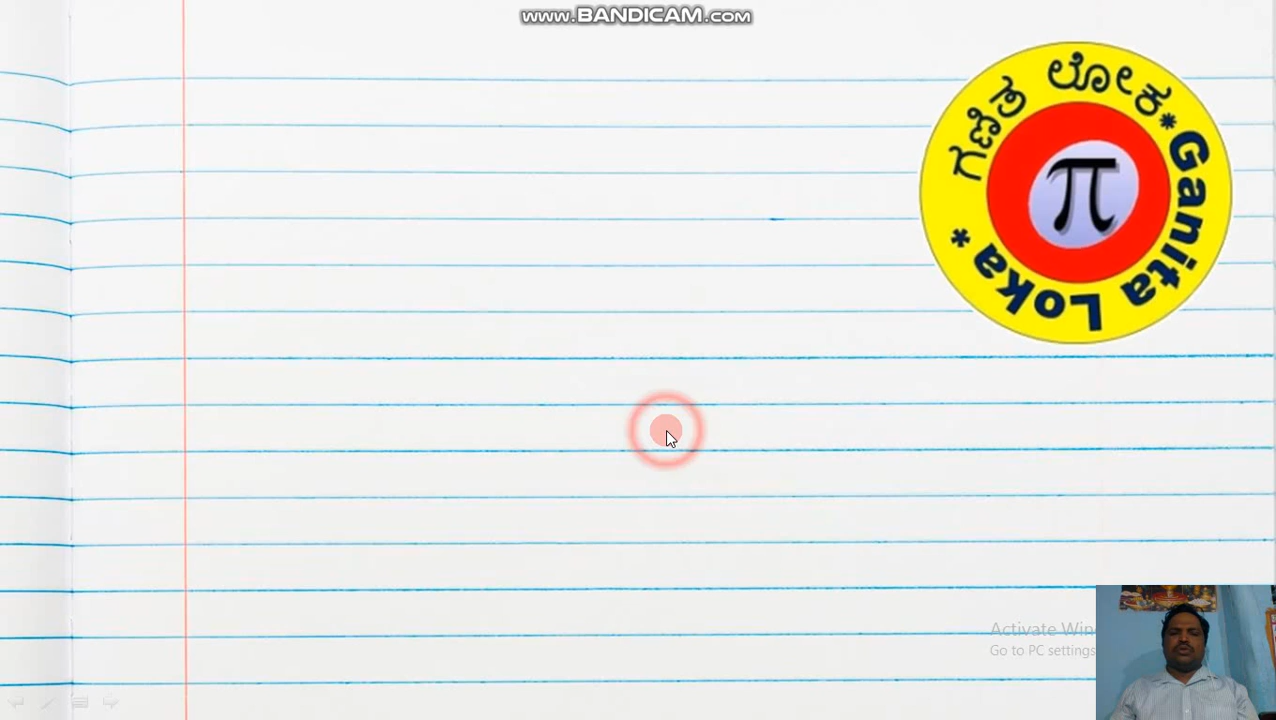 www.BANDICAM.com
ಗಣಿತ ಲೋಕ * Ganita Loka *
π
Activate Win
Go to PC settings